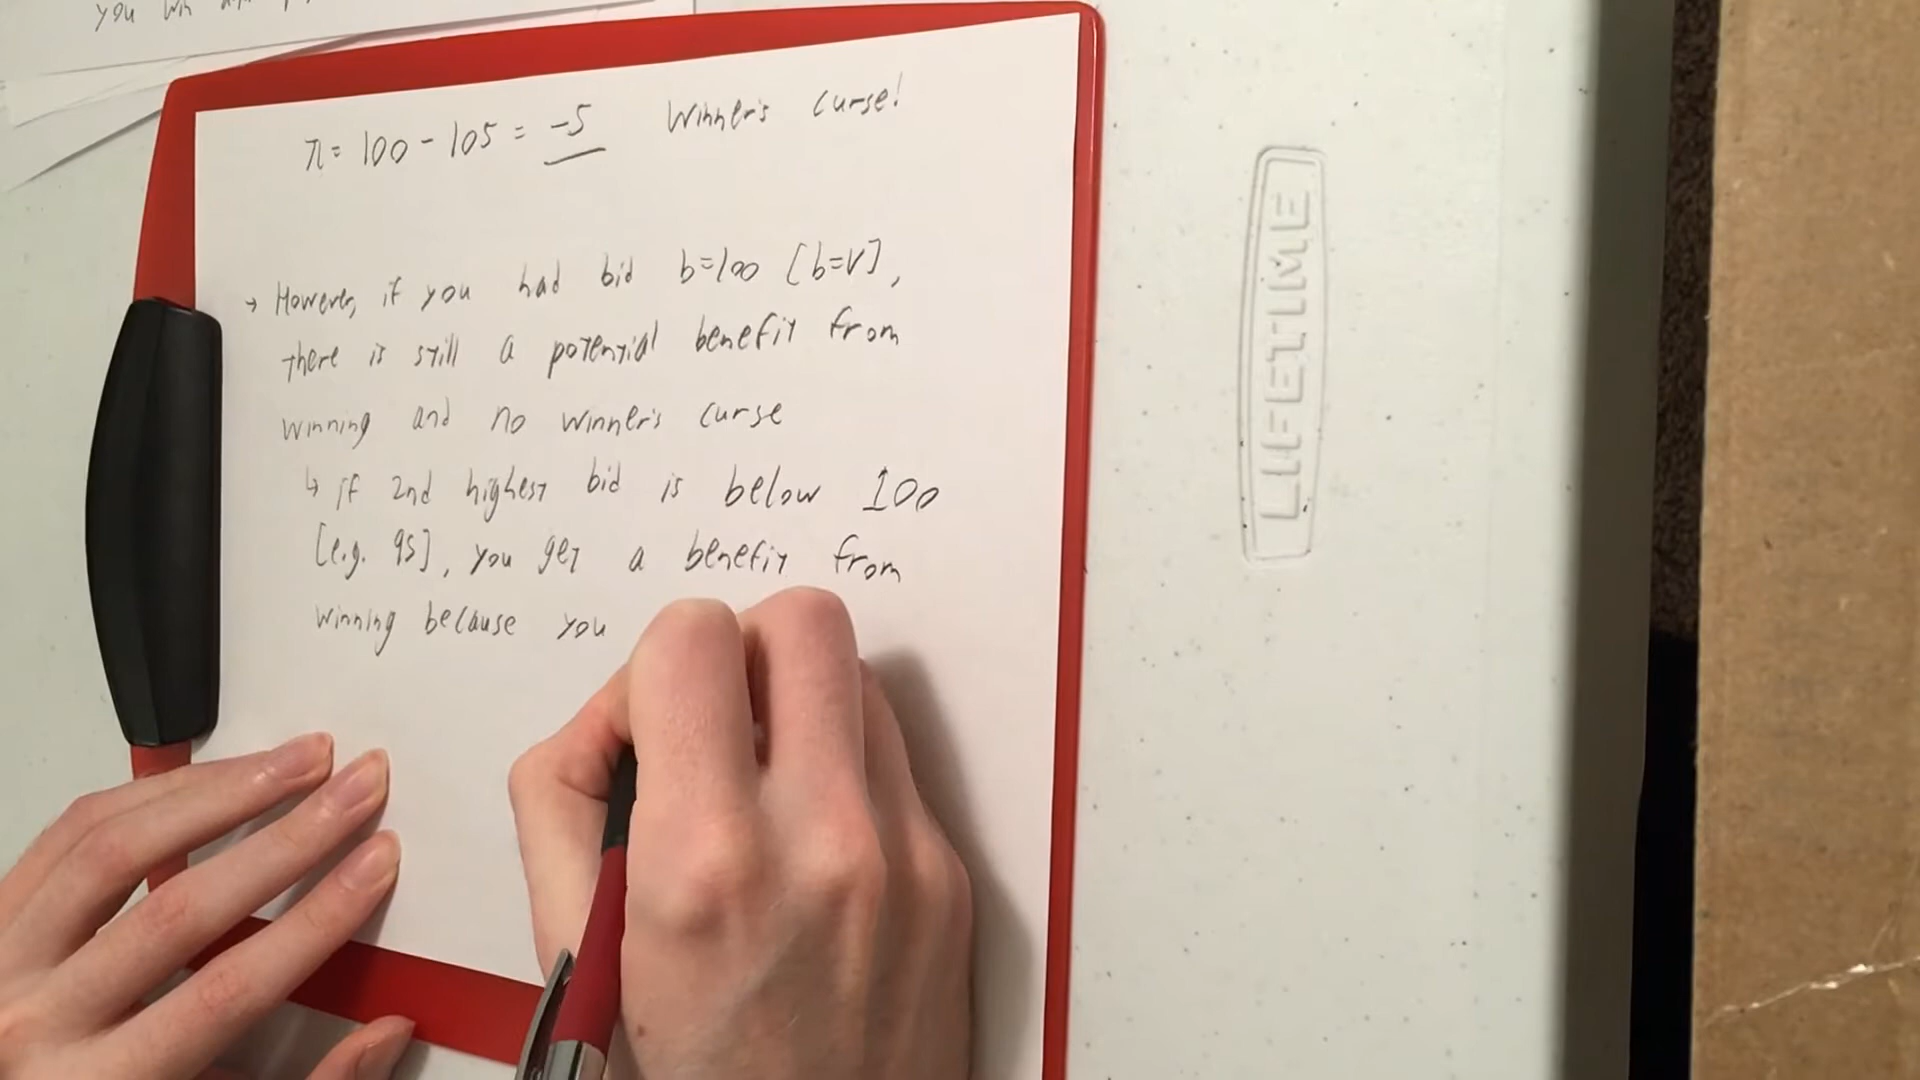 you win
π = 100 - 105 = -5 Winner's curse!
→ However, if you had bid b=100 [b=V],
there is still a potential benefit from
winning and no winner's curse
↳ if 2nd highest bid is below 100
[e.g. 95], you get a benefit from
winning because you
LIFETIME